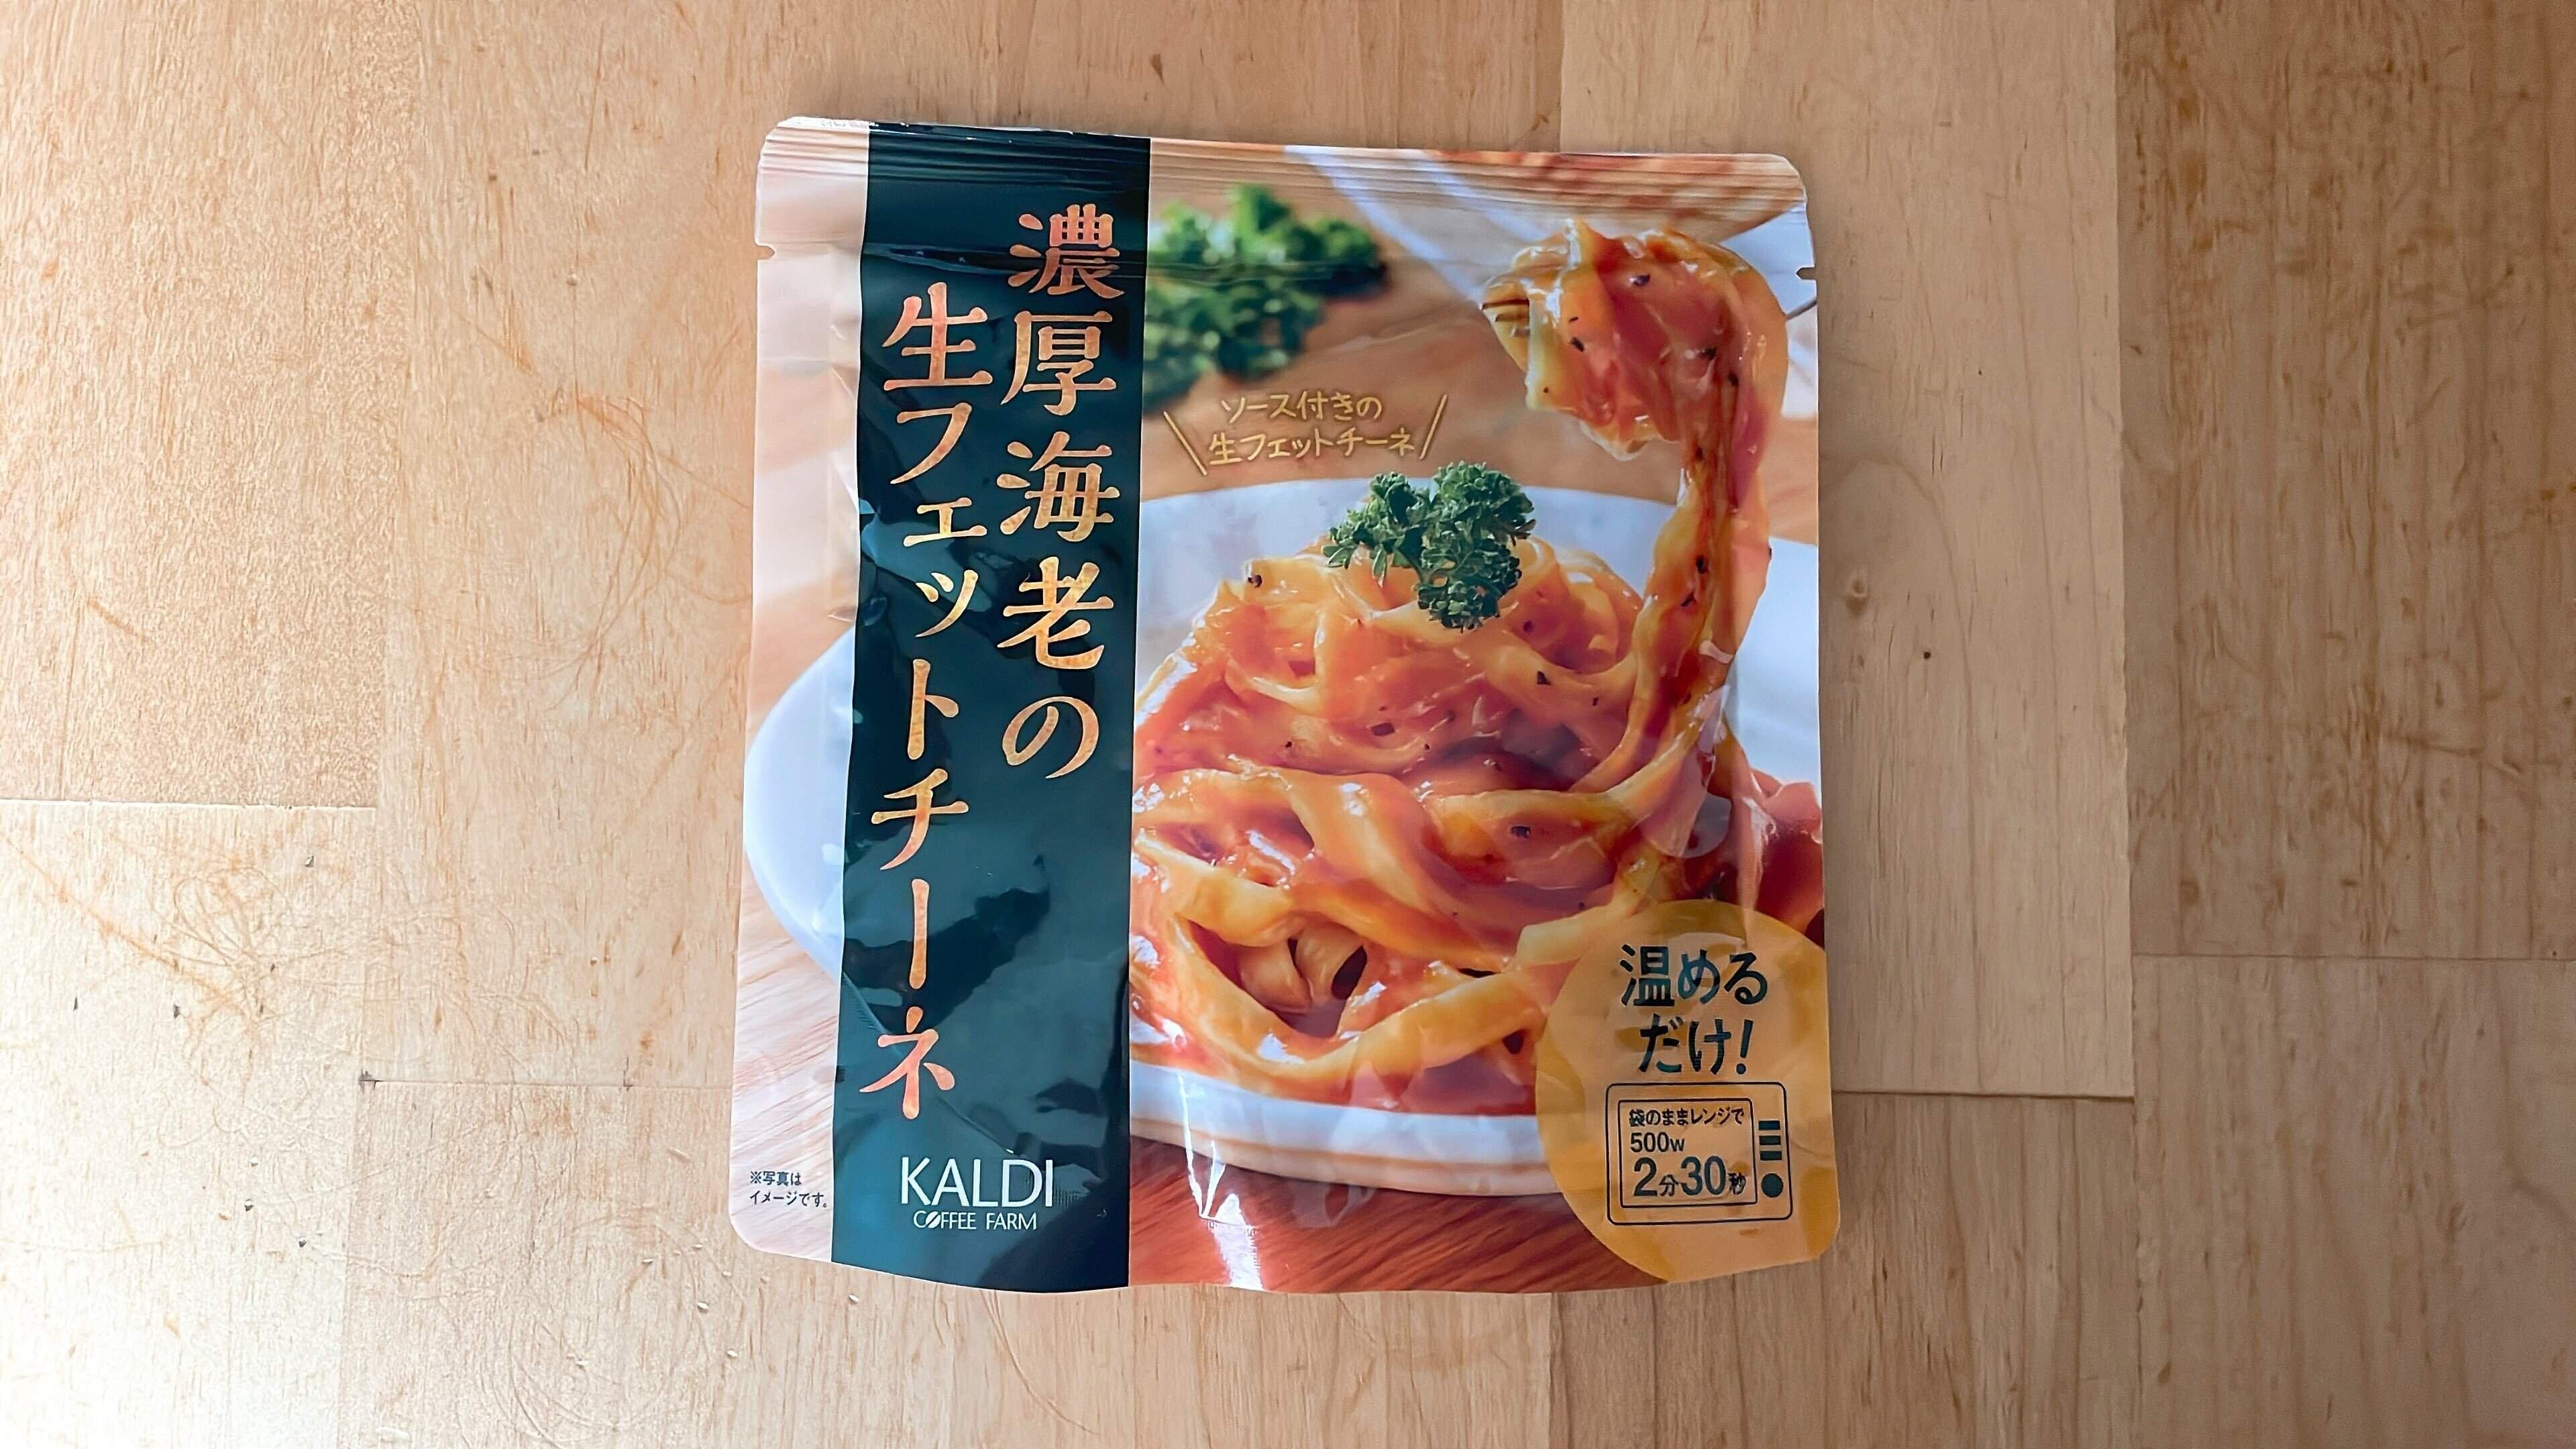 濃厚海老の
生フェットチーネ
ソース付きの
生フェットチーネ
温める
だけ!
袋のままレンジで
500w
2分30秒
※写真は
イメージです。
KALDI
COFFEE FARM